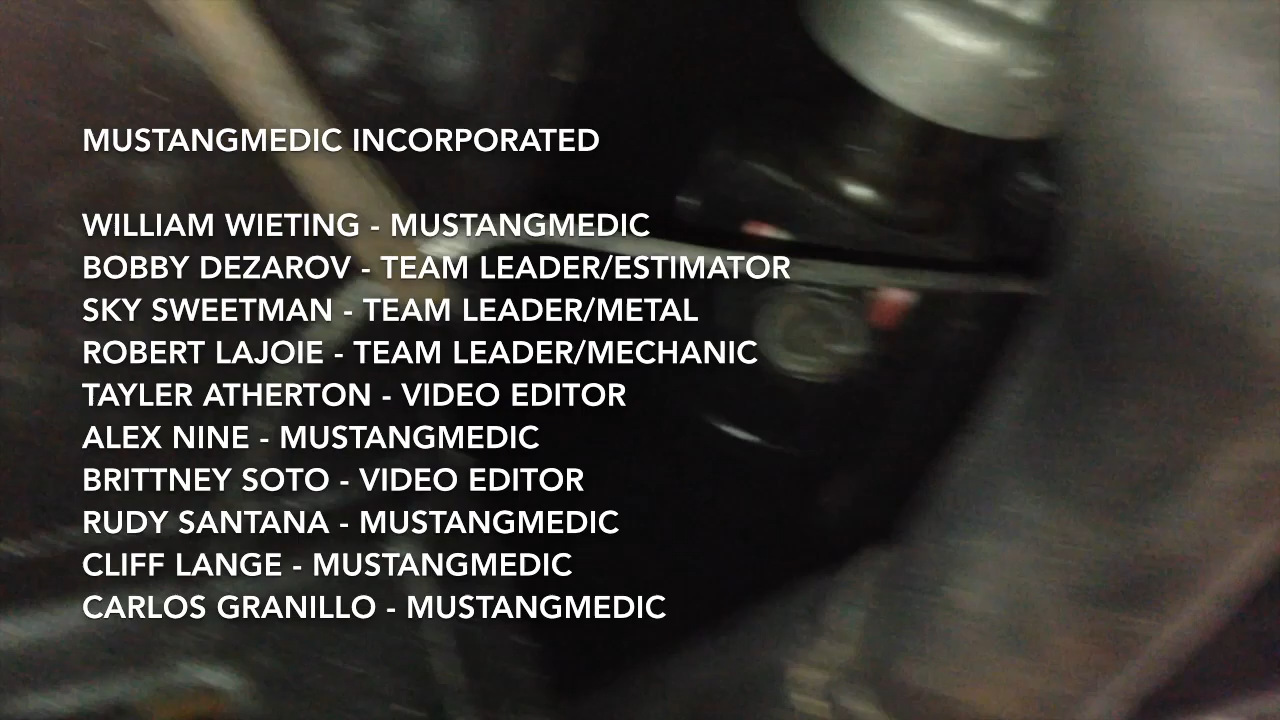 MUSTANGMEDIC INCORPORATED
WILLIAM WIETING - MUSTANGMEDIC
BOBBY DEZAROV - TEAM LEADER/ESTIMATOR
SKY SWEETMAN - TEAM LEADER/METAL
ROBERT LAJOIE - TEAM LEADER/MECHANIC
TAYLER ATHERTON - VIDEO EDITOR
ALEX NINE - MUSTANGMEDIC
BRITTNEY SOTO - VIDEO EDITOR
RUDY SANTANA - MUSTANGMEDIC
CLIFF LANGE - MUSTANGMEDIC
CARLOS GRANILLO - MUSTANGMEDIC